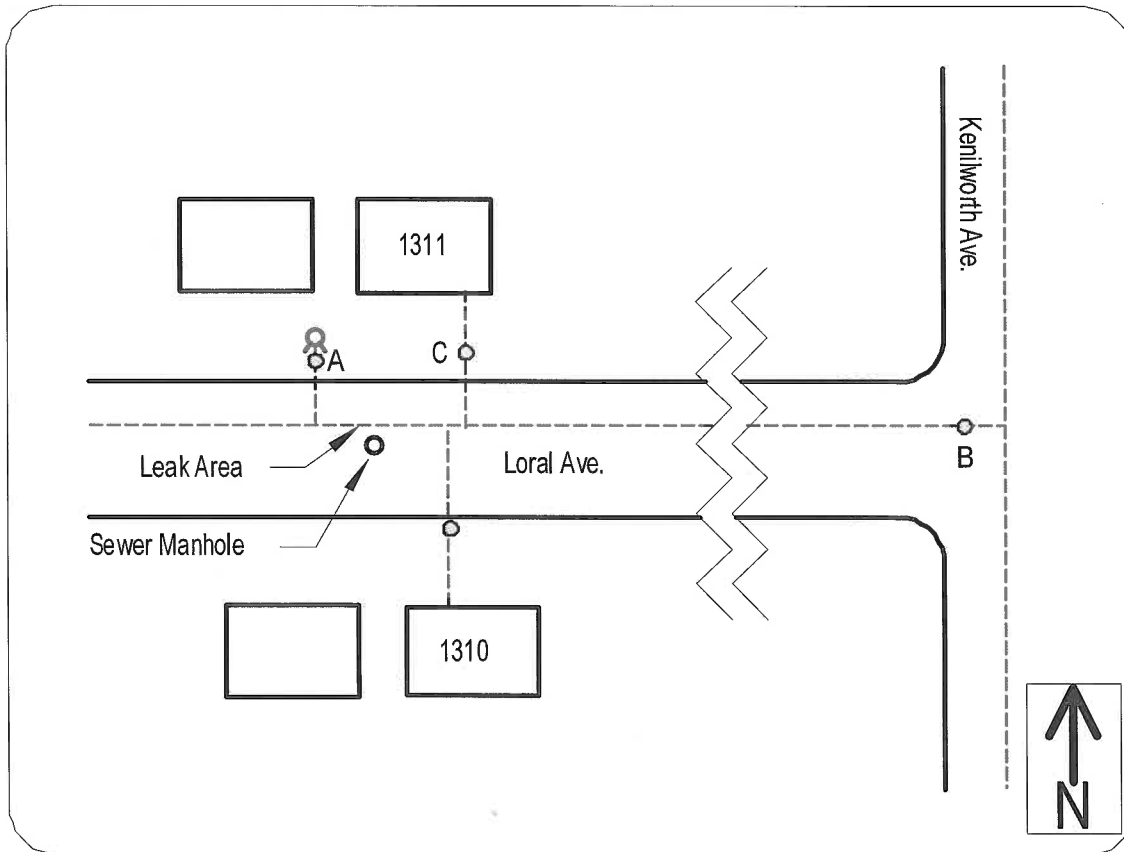 Kenilworth Ave.
1311
A
C
B
Leak Area
Loral Ave.
Sewer Manhole
1310
N